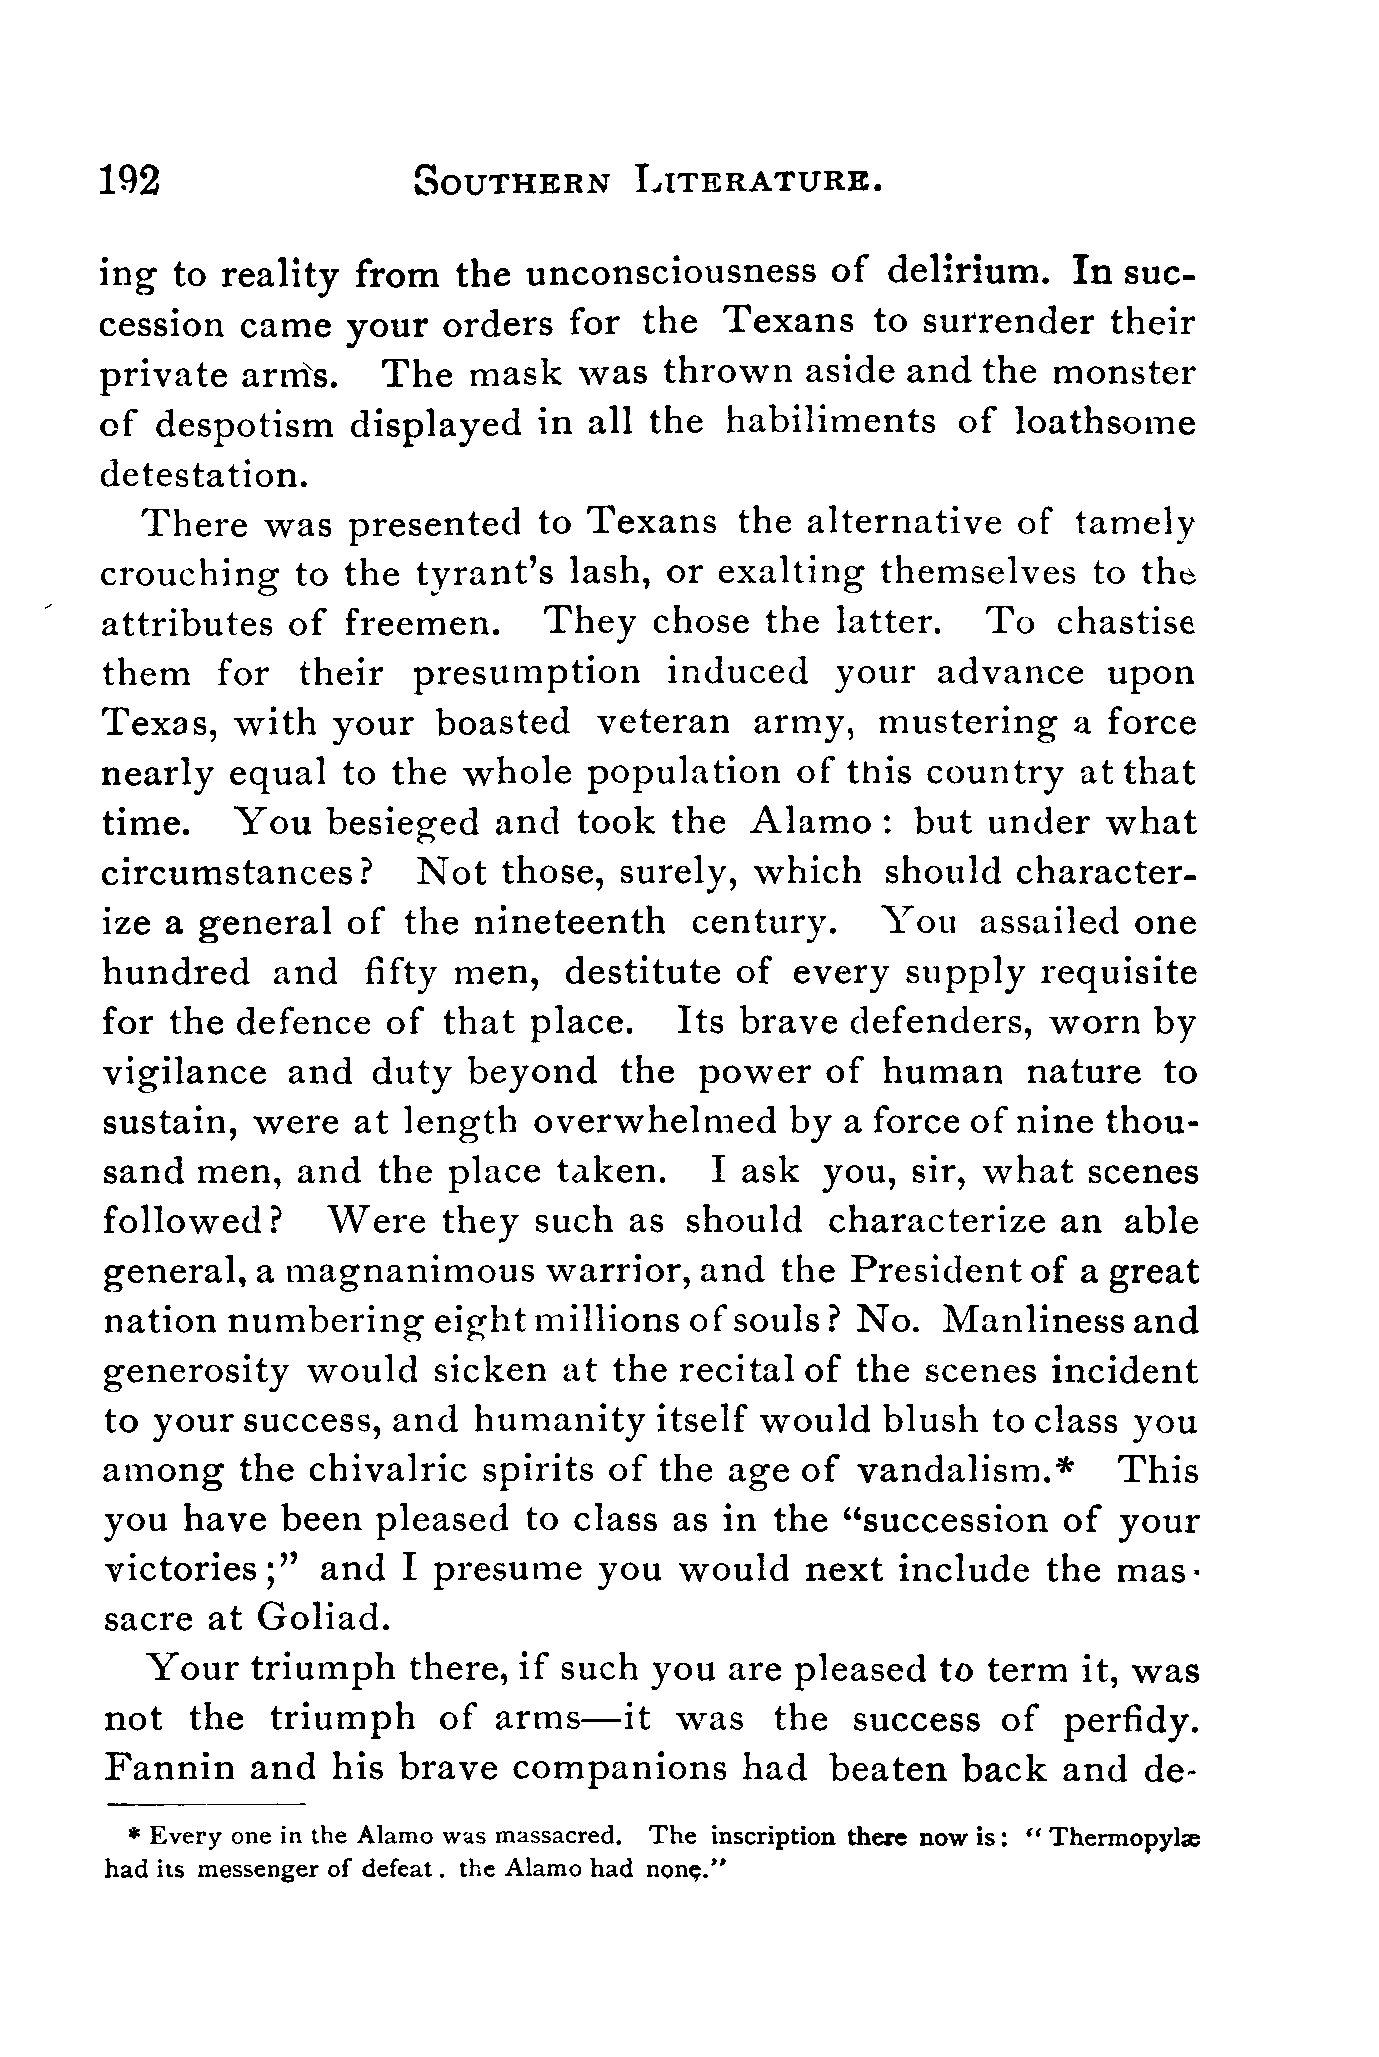 192 SOUTHERN LITERATURE.
ing to reality from the unconsciousness of delirium. In suc-
cession came your orders for the Texans to surrender their
private arms. The mask was thrown aside and the monster
of despotism displayed in all the habiliments of loathsome
detestation.
There was presented to Texans the alternative of tamely
crouching to the tyrant's lash, or exalting themselves to the
attributes of freemen. They chose the latter. To chastise
them for their presumption induced your advance upon
Texas, with your boasted veteran army, mustering a force
nearly equal to the whole population of this country at that
time. You besieged and took the Alamo: but under what
circumstances? Not those, surely, which should character-
ize a general of the nineteenth century. You assailed one
hundred and fifty men, destitute of every supply requisite
for the defence of that place. Its brave defenders, worn by
vigilance and duty beyond the power of human nature to
sustain, were at length overwhelmed by a force of nine thou-
sand men, and the place taken. I ask you, sir, what scenes
followed? Were they such as should characterize an able
general, a magnanimous warrior, and the President of a great
nation numbering eight millions of souls? No. Manliness and
generosity would sicken at the recital of the scenes incident
to your success, and humanity itself would blush to class you
among the chivalric spirits of the age of vandalism.* This
you have been pleased to class as in the "succession of your
victories;" and I presume you would next include the mas-
sacre at Goliad.
Your triumph there, if such you are pleased to term it, was
not the triumph of arms—it was the success of perfidy.
Fannin and his brave companions had beaten back and de-
* Every one in the Alamo was massacred. The inscription there now is: "Thermopylæ
had its messenger of defeat. the Alamo had none."